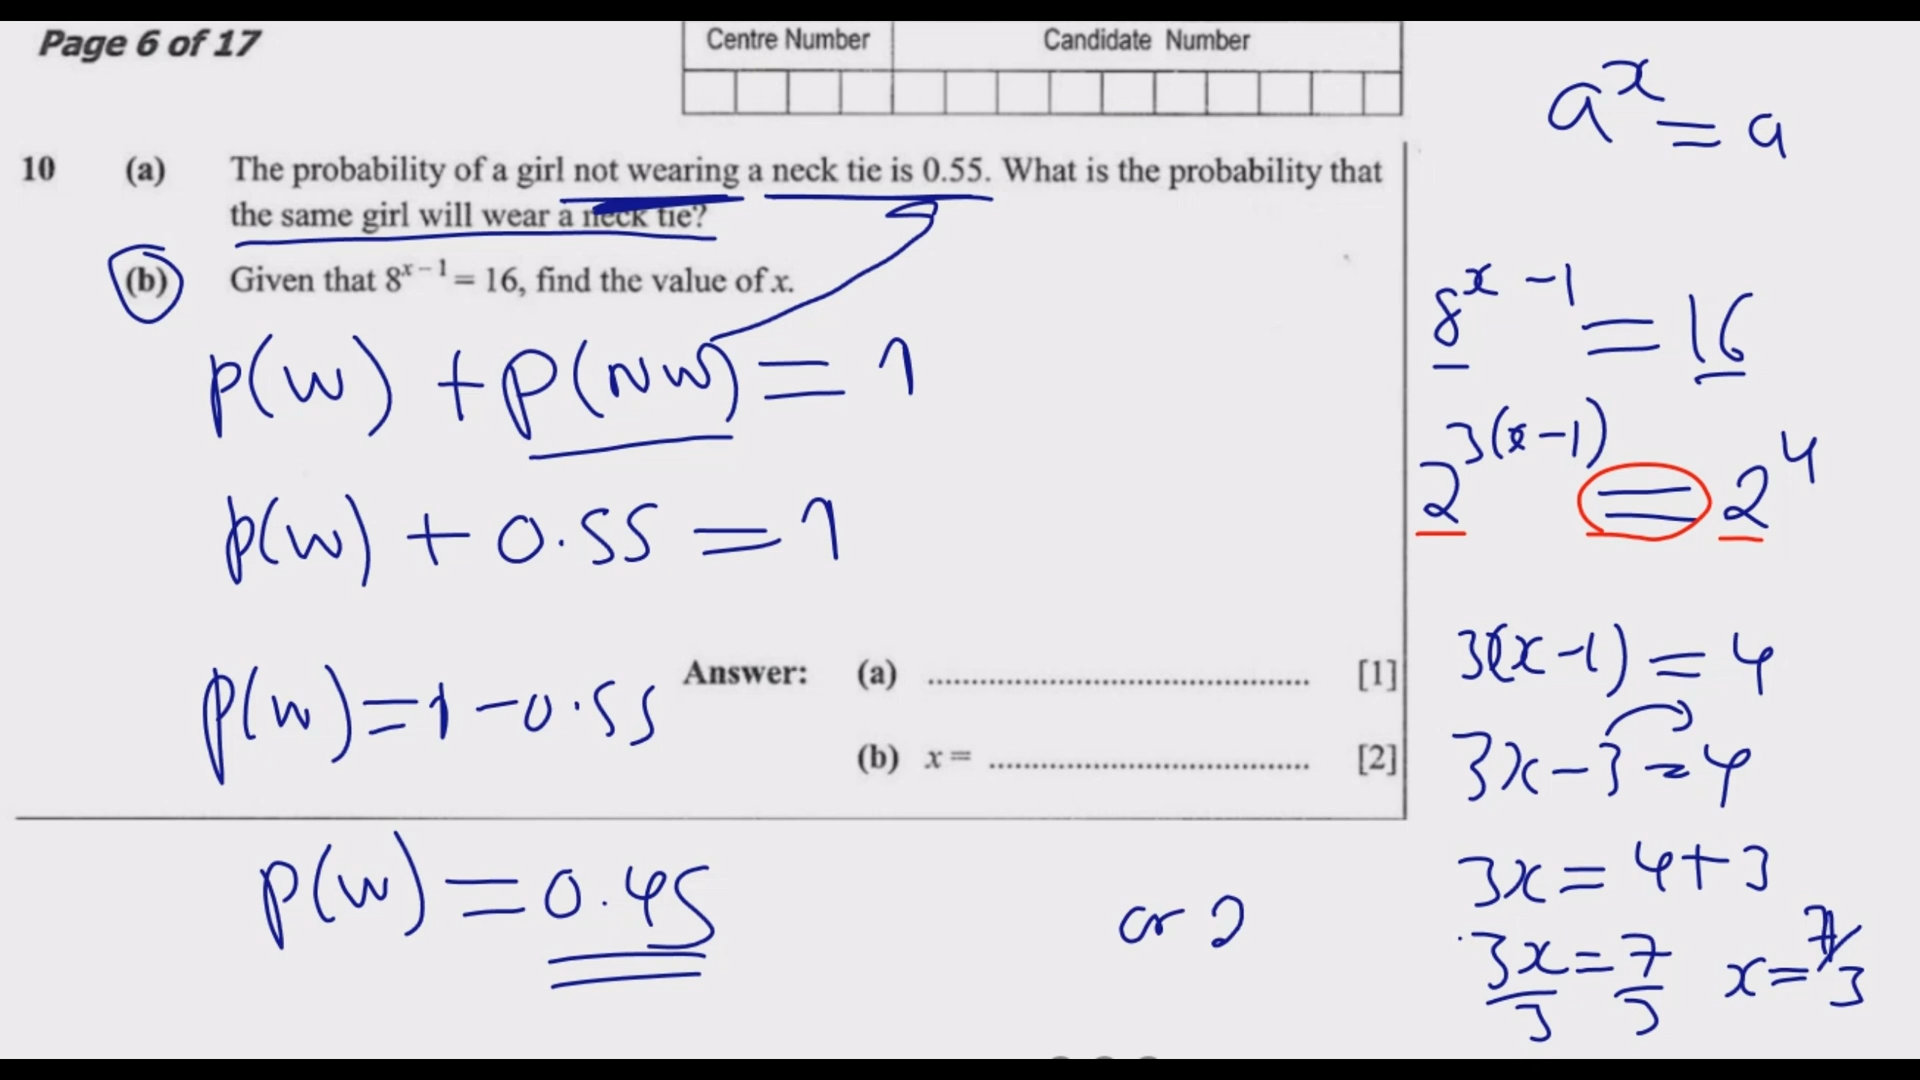 Page 6 of 17
Centre Number
Candidate Number
10 (a) The probability of a girl not wearing a neck tie is 0.55. What is the probability that
the same girl will wear a neck tie?
(b) Given that 8^{x-1} = 16, find the value of x.
p(w) + p(NW) = 1
p(w) + 0.55 = 1
p(w) = 1 - 0.55
p(w) = 0.45
Answer: (a) ........................................ [1]
(b) x = .................................... [2]
or 2
a^x = a
8^{x-1} = 16
2^{3(x-1)} = 2^4
3(x-1) = 4
3x - 3 = 4
3x = 4 + 3
3x/3 = 7/3 x = 7/3